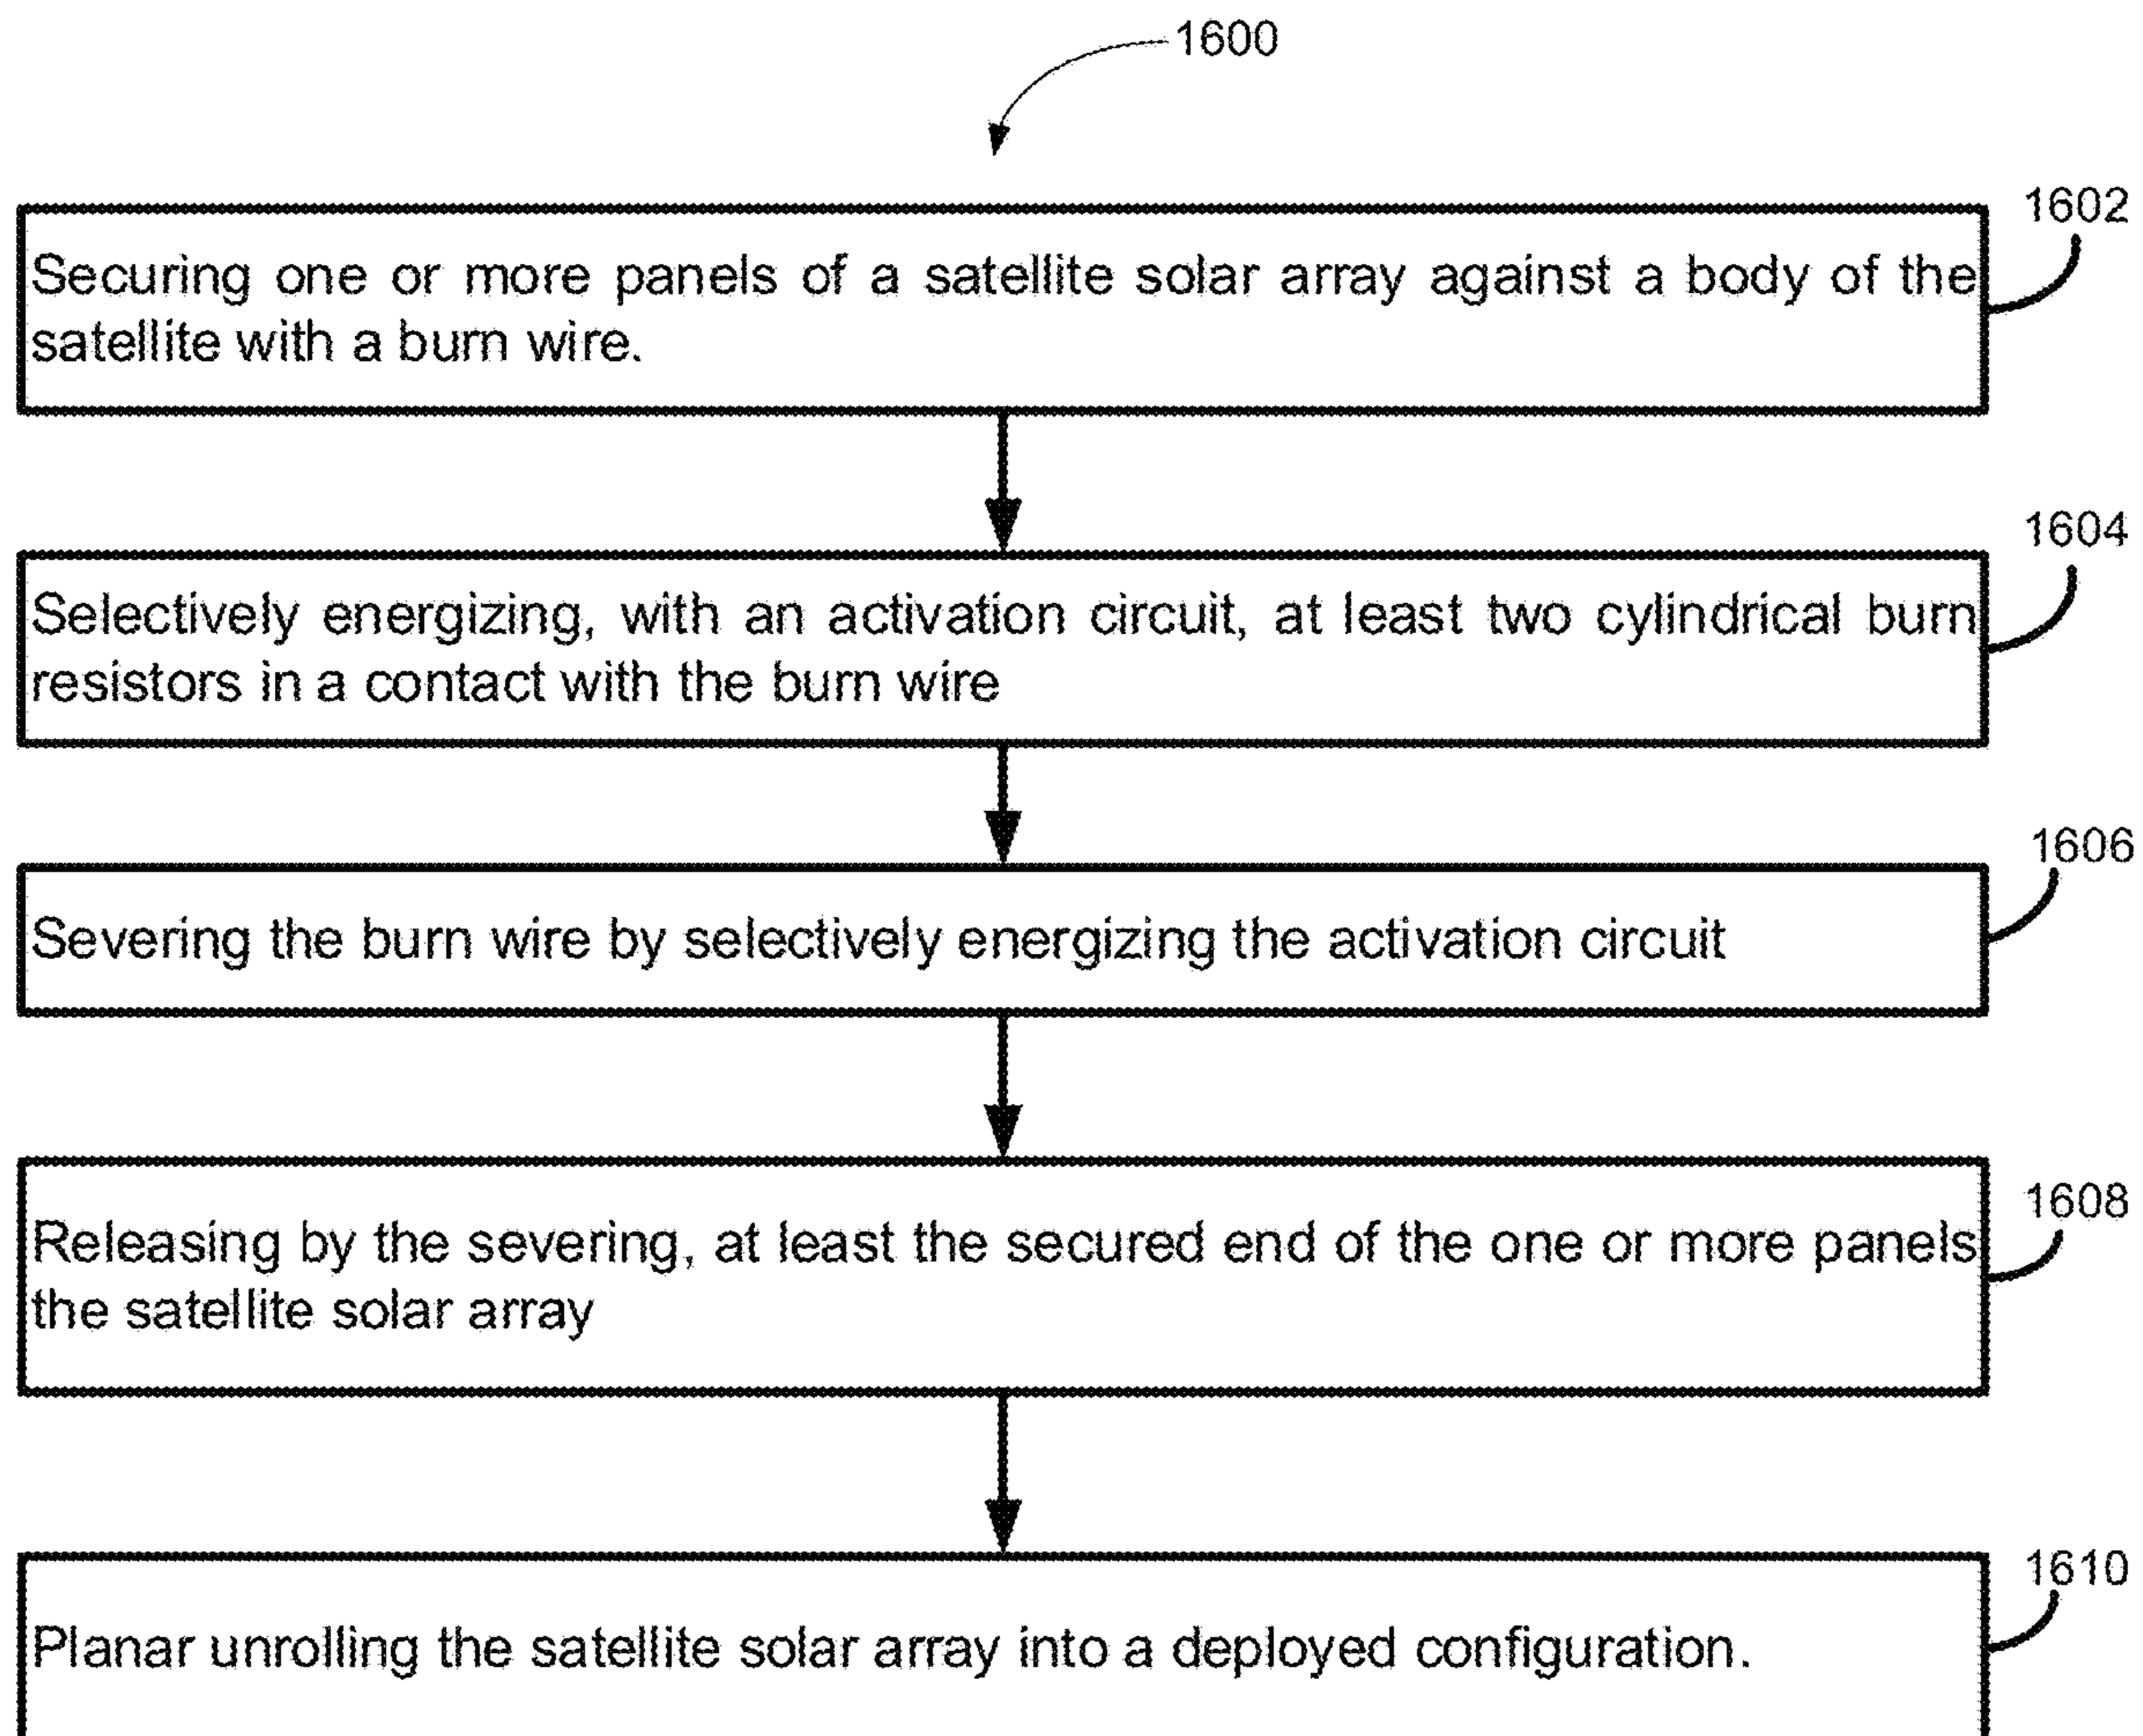 1600
1602
Securing one or more panels of a satellite solar array against a body of the
satellite with a burn wire.
1604
Selectively energizing, with an activation circuit, at least two cylindrical burn
resistors in a contact with the burn wire
1606
Severing the burn wire by selectively energizing the activation circuit
1608
Releasing by the severing, at least the secured end of the one or more panels
the satellite solar array
1610
Planar unrolling the satellite solar array into a deployed configuration.